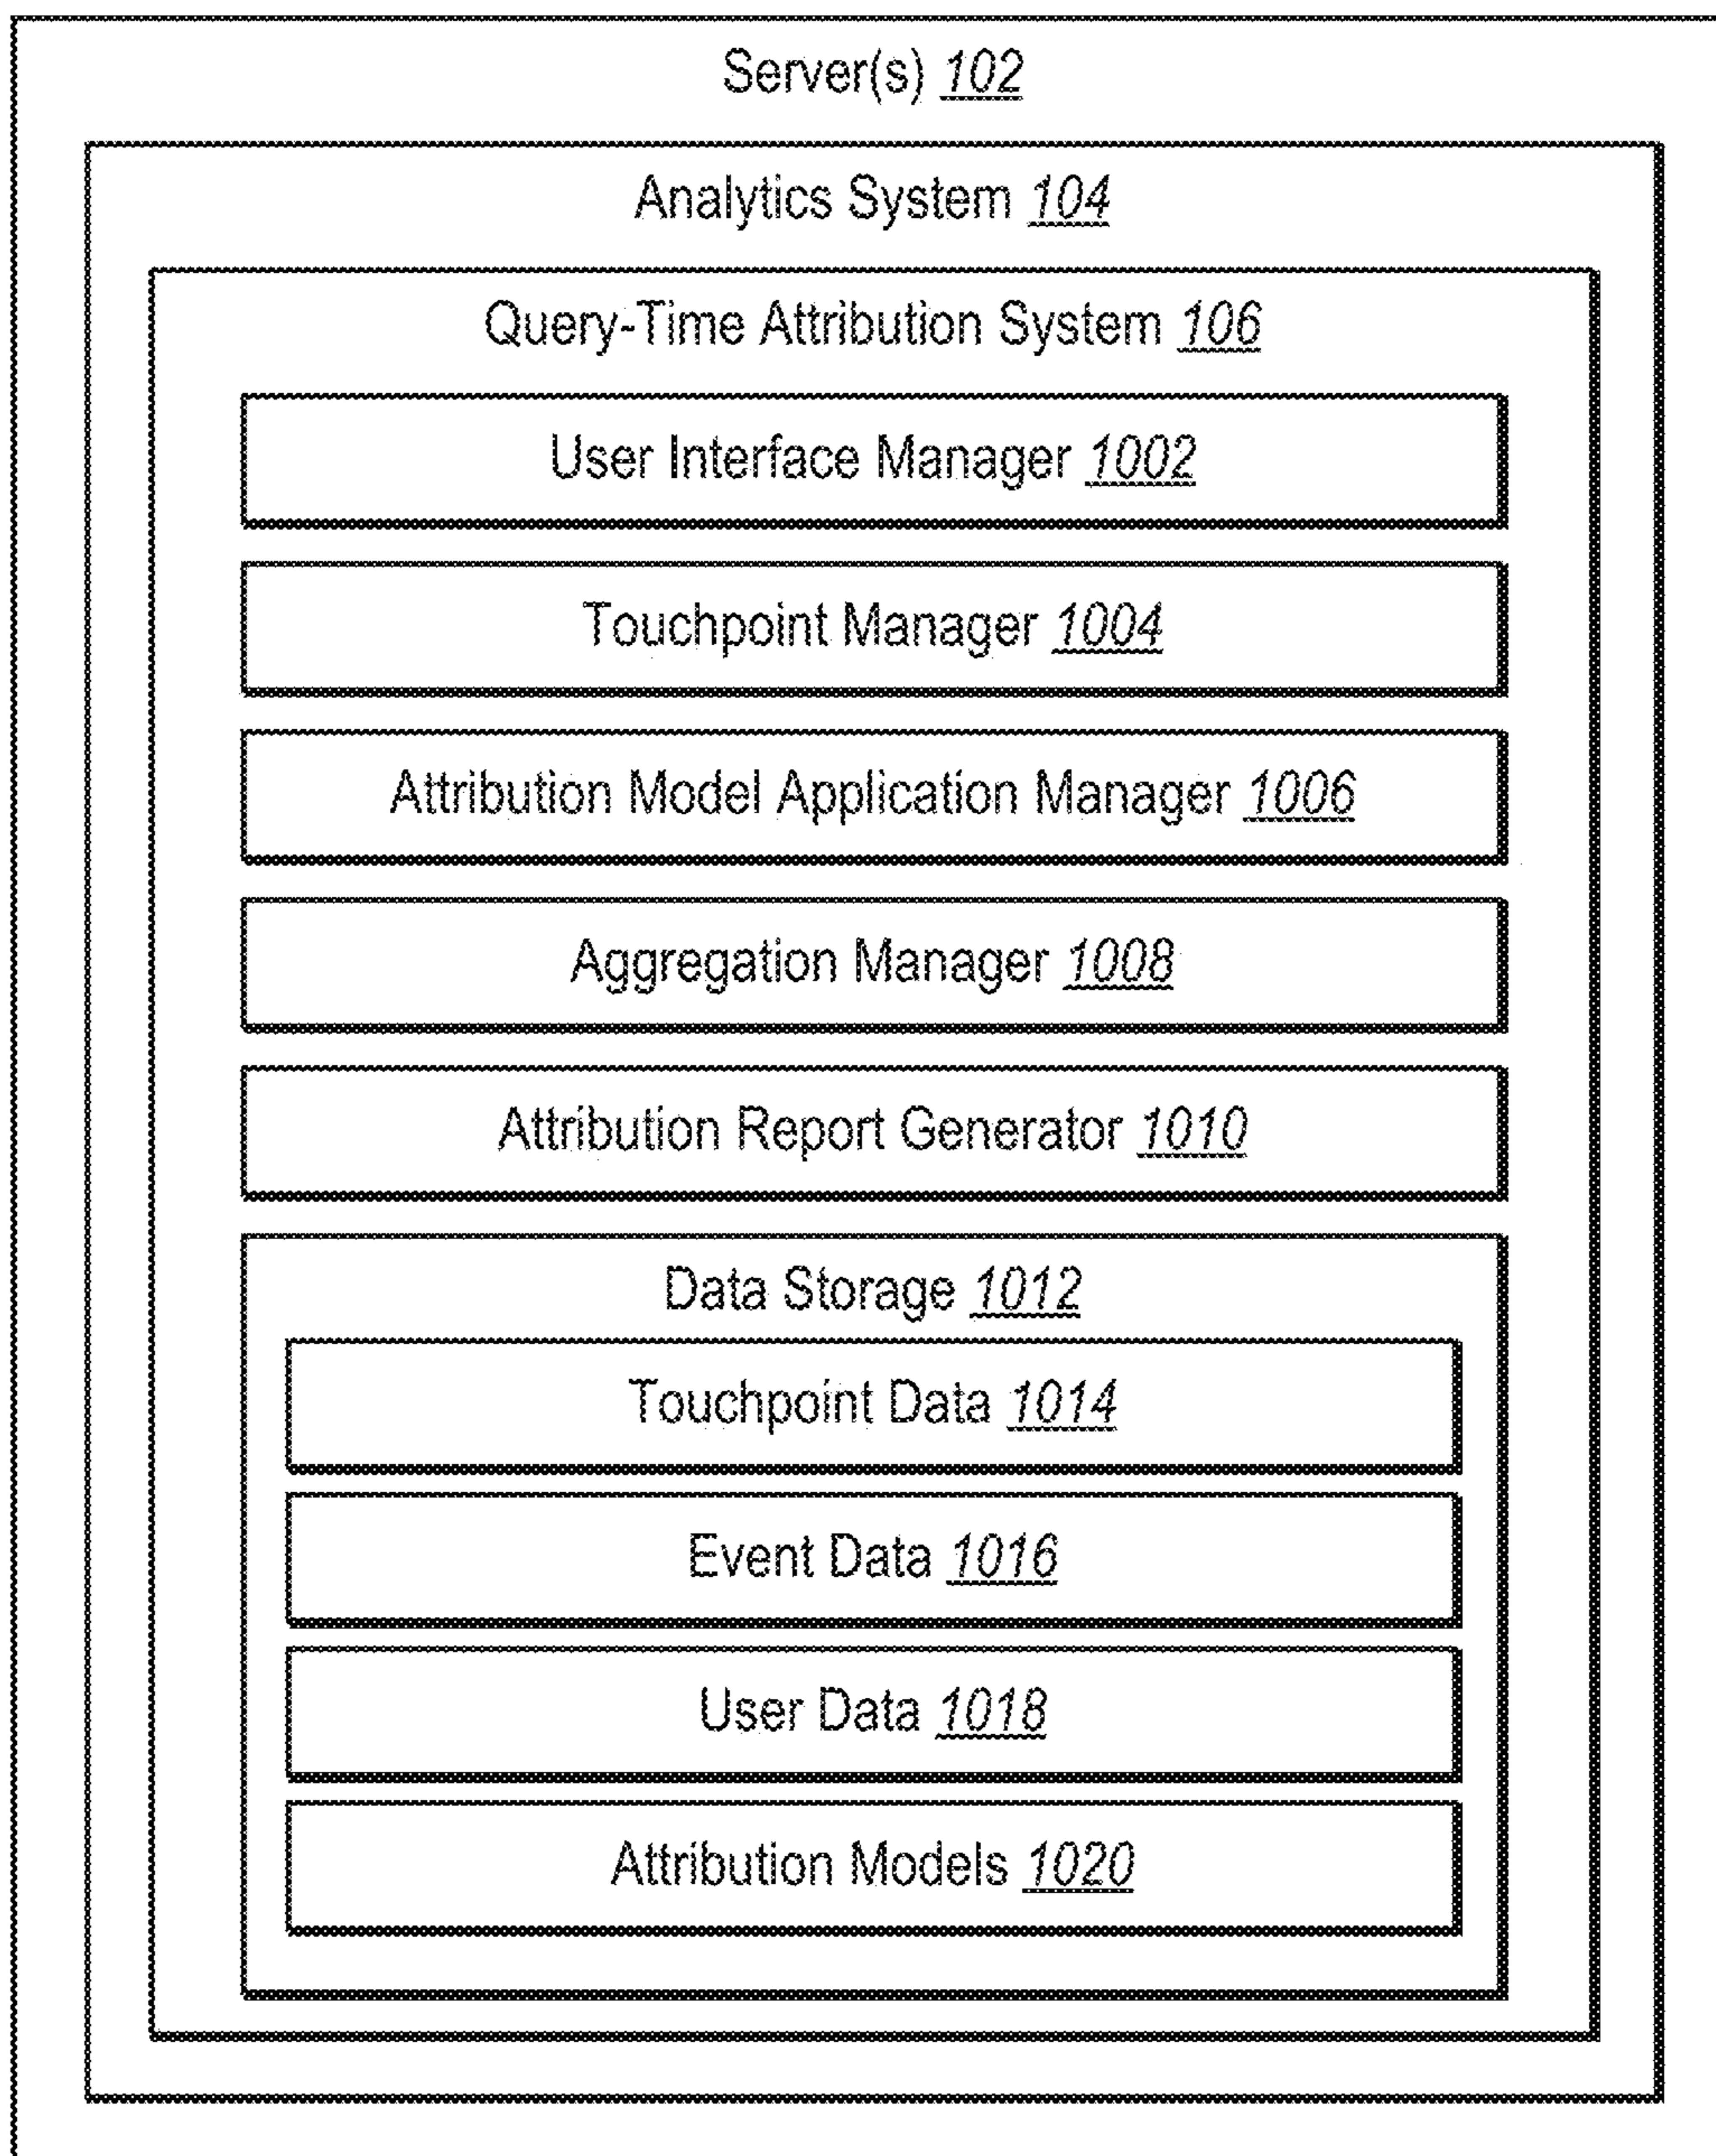 Server(s) 102
Analytics System 104
Query-Time Attribution System 106
User Interface Manager 1002
Touchpoint Manager 1004
Attribution Model Application Manager 1006
Aggregation Manager 1008
Attribution Report Generator 1010
Data Storage 1012
Touchpoint Data 1014
Event Data 1016
User Data 1018
Attribution Models 1020